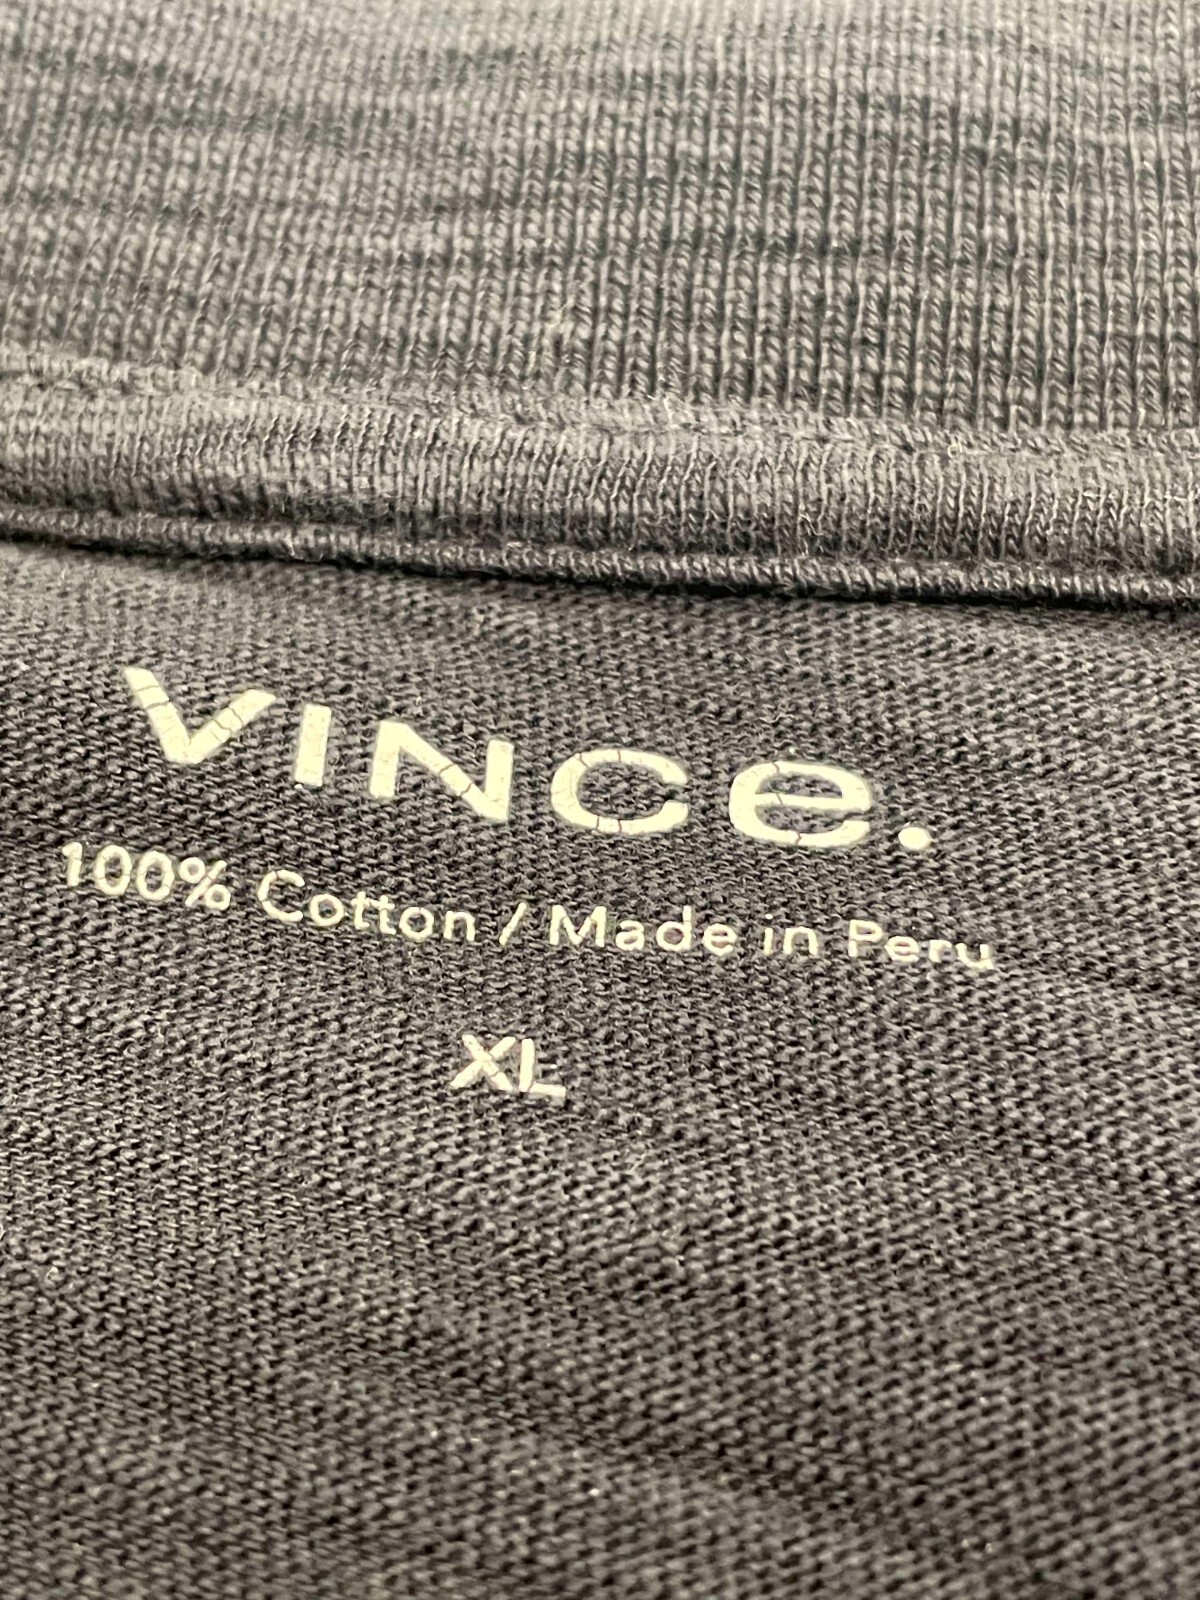 VINCe.
100% Cotton / Made in Peru
XL